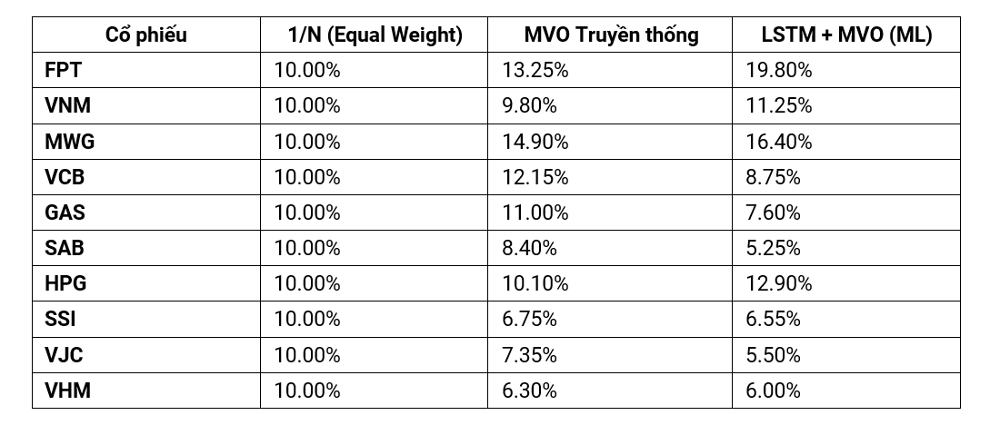 Cổ phiếu 1/N (Equal Weight) MVO Truyền thống LSTM + MVO (ML)
FPT 10.00% 13.25% 19.80%
VNM 10.00% 9.80% 11.25%
MWG 10.00% 14.90% 16.40%
VCB 10.00% 12.15% 8.75%
GAS 10.00% 11.00% 7.60%
SAB 10.00% 8.40% 5.25%
HPG 10.00% 10.10% 12.90%
SSI 10.00% 6.75% 6.55%
VJC 10.00% 7.35% 5.50%
VHM 10.00% 6.30% 6.00%